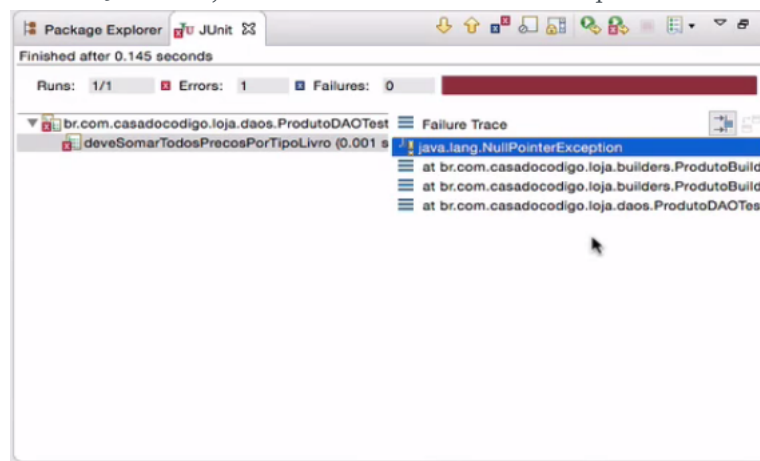 Package Explorer JUnit
Finished after 0.145 seconds
Runs: 1/1 Errors: 1 Failures: 0
br.com.casadocodigo.loja.daos.ProdutoDAOTest
deveSomarTodosPrecosPorTipoLivro (0.001 s
Failure Trace
java.lang.NullPointerException
at br.com.casadocodigo.loja.builders.ProdutoBuild
at br.com.casadocodigo.loja.builders.ProdutoBuild
at br.com.casadocodigo.loja.daos.ProdutoDAOTes